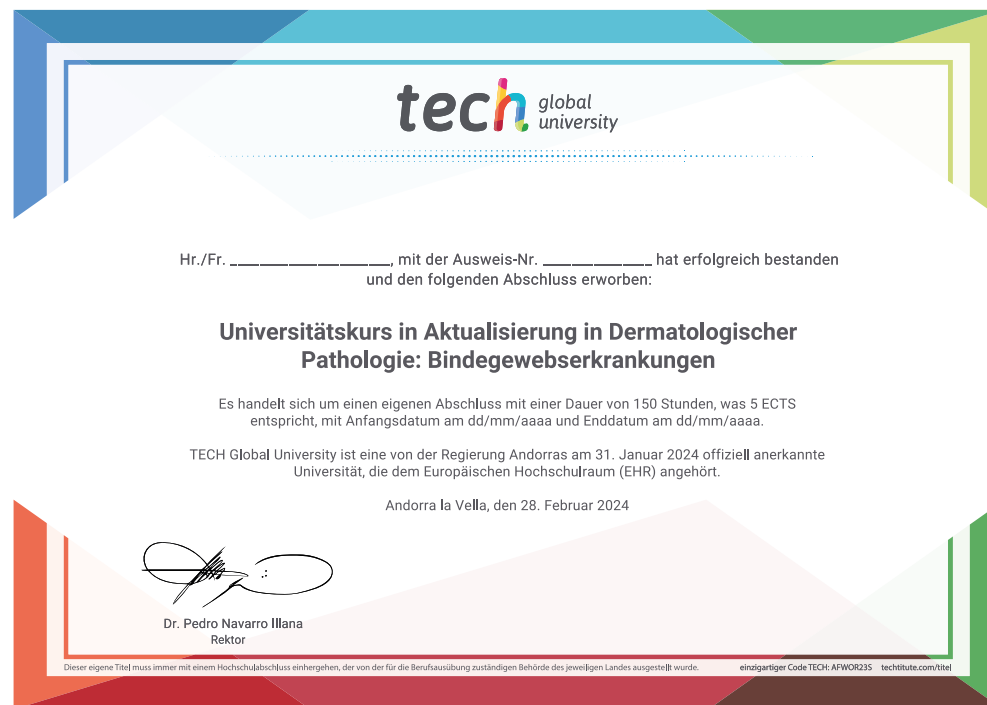 tech global university
Hr./Fr. ____________________, mit der Ausweis-Nr. _____________ hat erfolgreich bestanden
und den folgenden Abschluss erworben:
Universitätskurs in Aktualisierung in Dermatologischer
Pathologie: Bindegewebserkrankungen
Es handelt sich um einen eigenen Abschluss mit einer Dauer von 150 Stunden, was 5 ECTS
entspricht, mit Anfangsdatum am dd/mm/aaaa und Enddatum am dd/mm/aaaa.
TECH Global University ist eine von der Regierung Andorras am 31. Januar 2024 offiziell anerkannte
Universität, die dem Europäischen Hochschulraum (EHR) angehört.
Andorra la Vella, den 28. Februar 2024
Dr. Pedro Navarro Illana
Rektor
Dieser eigene Titel muss immer mit einem Hochschulabschluss einhergehen, der von der für die Berufsausübung zuständigen Behörde des jeweiligen Landes ausgestellt wurde. einzigartiger Code TECH: AFWOR23S techtitute.com/titel